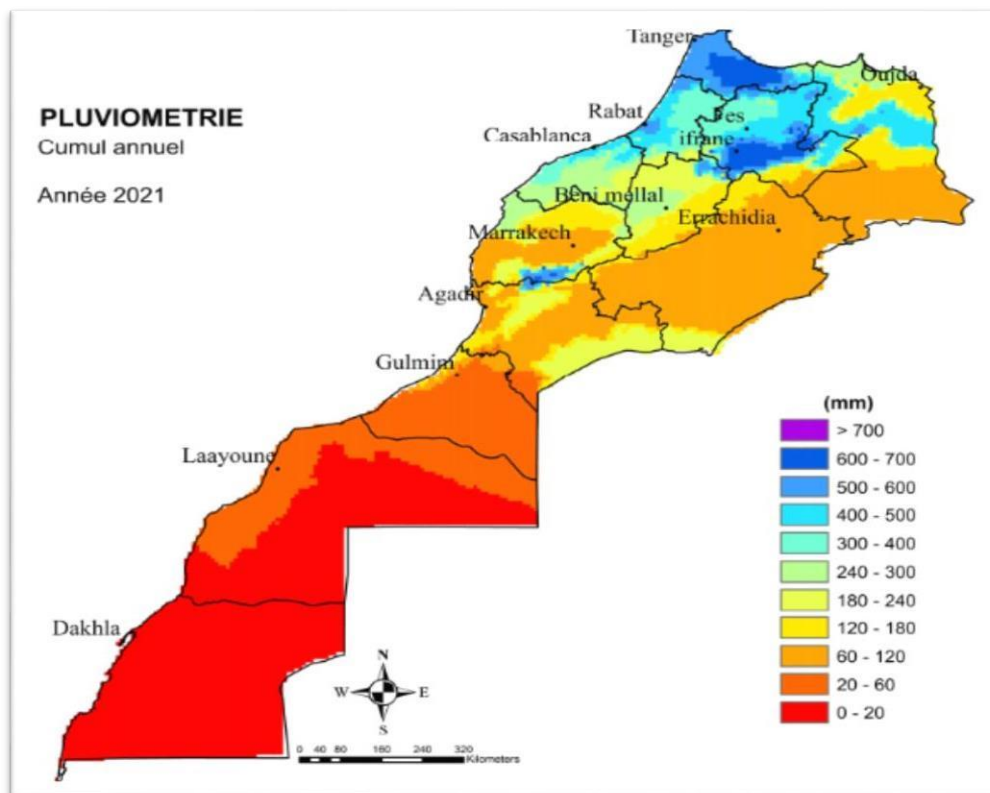 PLUVIOMETRIE
Cumul annuel
Année 2021
Tanger
Oujda
Rabat
Fes
Casablanca
ifrane
Beni mellal
Errachidia
Marrakech
Agadir
Gulmim
Laayoune
Dakhla
(mm)
> 700
600 - 700
500 - 600
400 - 500
300 - 400
240 - 300
180 - 240
120 - 180
60 - 120
20 - 60
0 - 20
N
W E
S
0 40 80 160 240 320
Kilometers